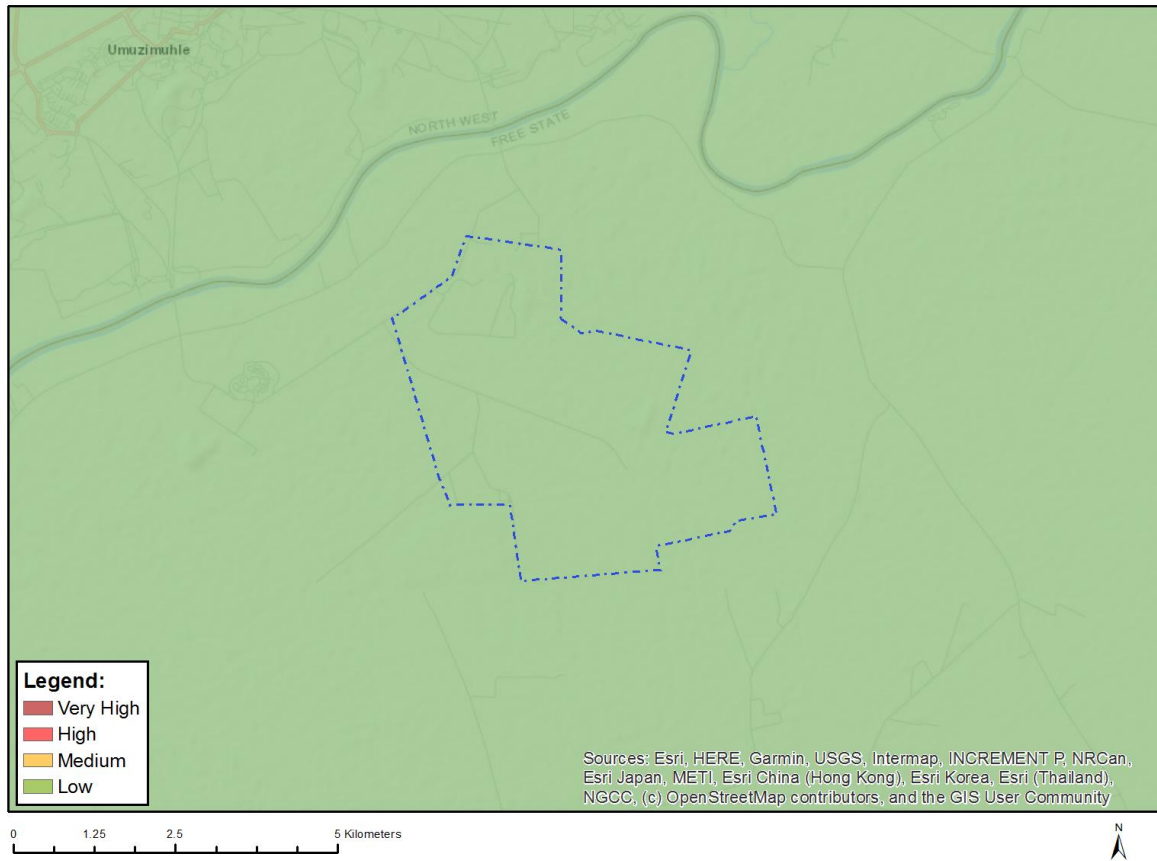 Umuzimuhle
NORTH WEST
FREE STATE
Legend:
Very High
High
Medium
Low
Sources: Esri, HERE, Garmin, USGS, Intermap, INCREMENT P, NRCan,
Esri Japan, METI, Esri China (Hong Kong), Esri Korea, Esri (Thailand),
NGCC, (c) OpenStreetMap contributors, and the GIS User Community
0 1.25 2.5 5 Kilometers
N